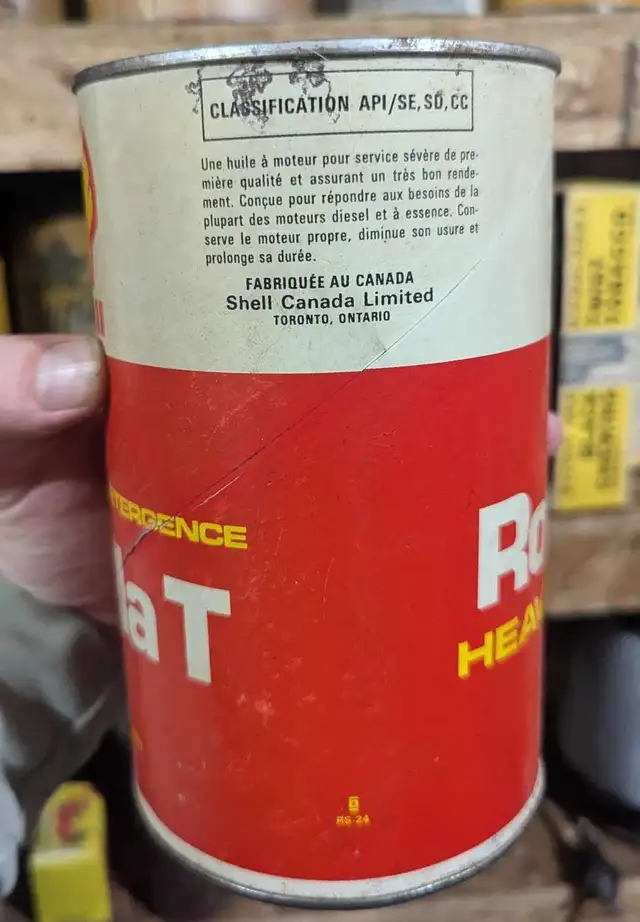 CLASSIFICATION API/SE, SD, CC
Une huile à moteur pour service sévère de pre-
mière qualité et assurant un très bon rende-
ment. Conçue pour répondre aux besoins de la
plupart des moteurs diesel et à essence. Con-
serve le moteur propre, diminue son usure et
prolonge sa durée.
FABRIQUÉE AU CANADA
Shell Canada Limited
TORONTO, ONTARIO
TERGENCE
la T
Ro
HEA
RS-24